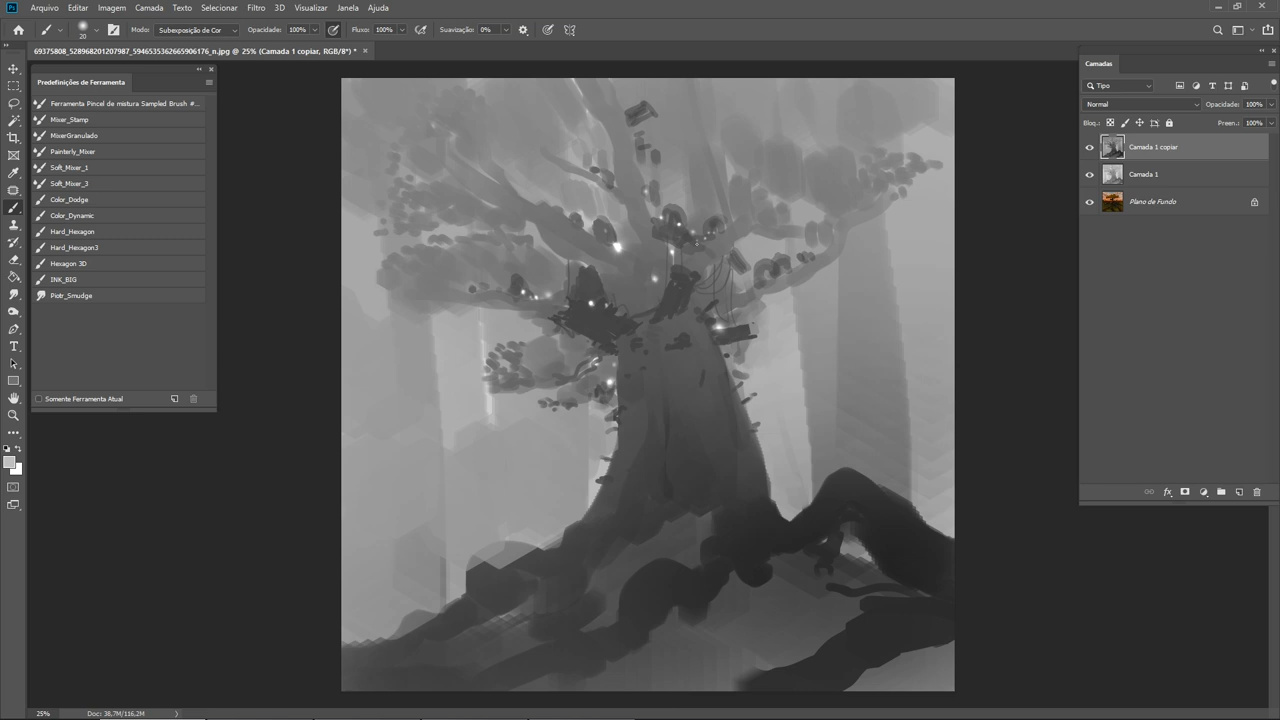 Ps Arquivo Editar Imagem Camada Texto Selecionar Filtro 3D Visualizar Janela Ajuda
20 Modo: Subexposição de Cor Opacidade: 100% Fluxo: 100% Suavização: 0%
69375808_528968201207987_5946535362665906176_n.jpg @ 25% (Camada 1 copiar, RGB/8*) *
Predefinições de Ferramenta
Ferramenta Pincel de mistura Sampled Brush #...
Mixer_Stamp
MixerGranulado
Painterly_Mixer
Soft_Mixer_1
Soft_Mixer_3
Color_Dodge
Color_Dynamic
Hard_Hexagon
Hard_Hexagon3
Hexagon 3D
INK_BIG
Piotr_Smudge
Somente Ferramenta Atual
Camadas
Tipo
Normal Opacidade: 100%
Bloq.: Preen.: 100%
Camada 1 copiar
Camada 1
Plano de Fundo
fx
25% Doc: 38,7M/116,2M